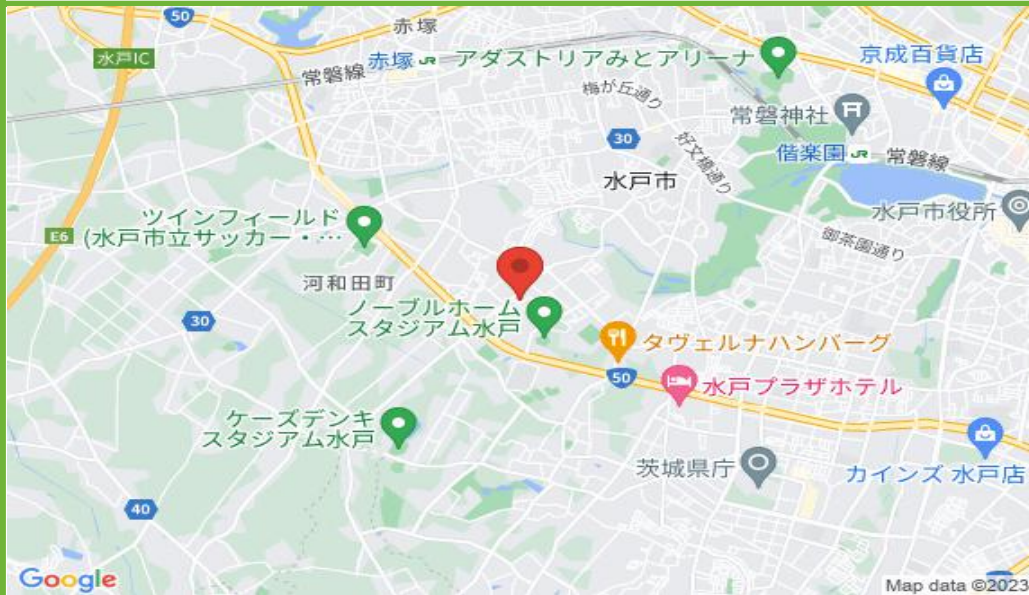 50
赤塚
水戸IC
赤塚 JR
アダストリアみとアリーナ
京成百貨店
常磐線
梅が丘通り
常磐神社
30
好文橋通り
偕楽園 JR
常磐線
水戸市
水戸市役所
ツインフィールド
(水戸市立サッカー・…
E6
御茶園通り
河和田町
30
ノーブルホーム
スタジアム水戸
タヴェルナハンバーグ
50
水戸プラザホテル
ケーズデンキ
スタジアム水戸
茨城県庁
カインズ 水戸店
40
Google
Map data ©2023